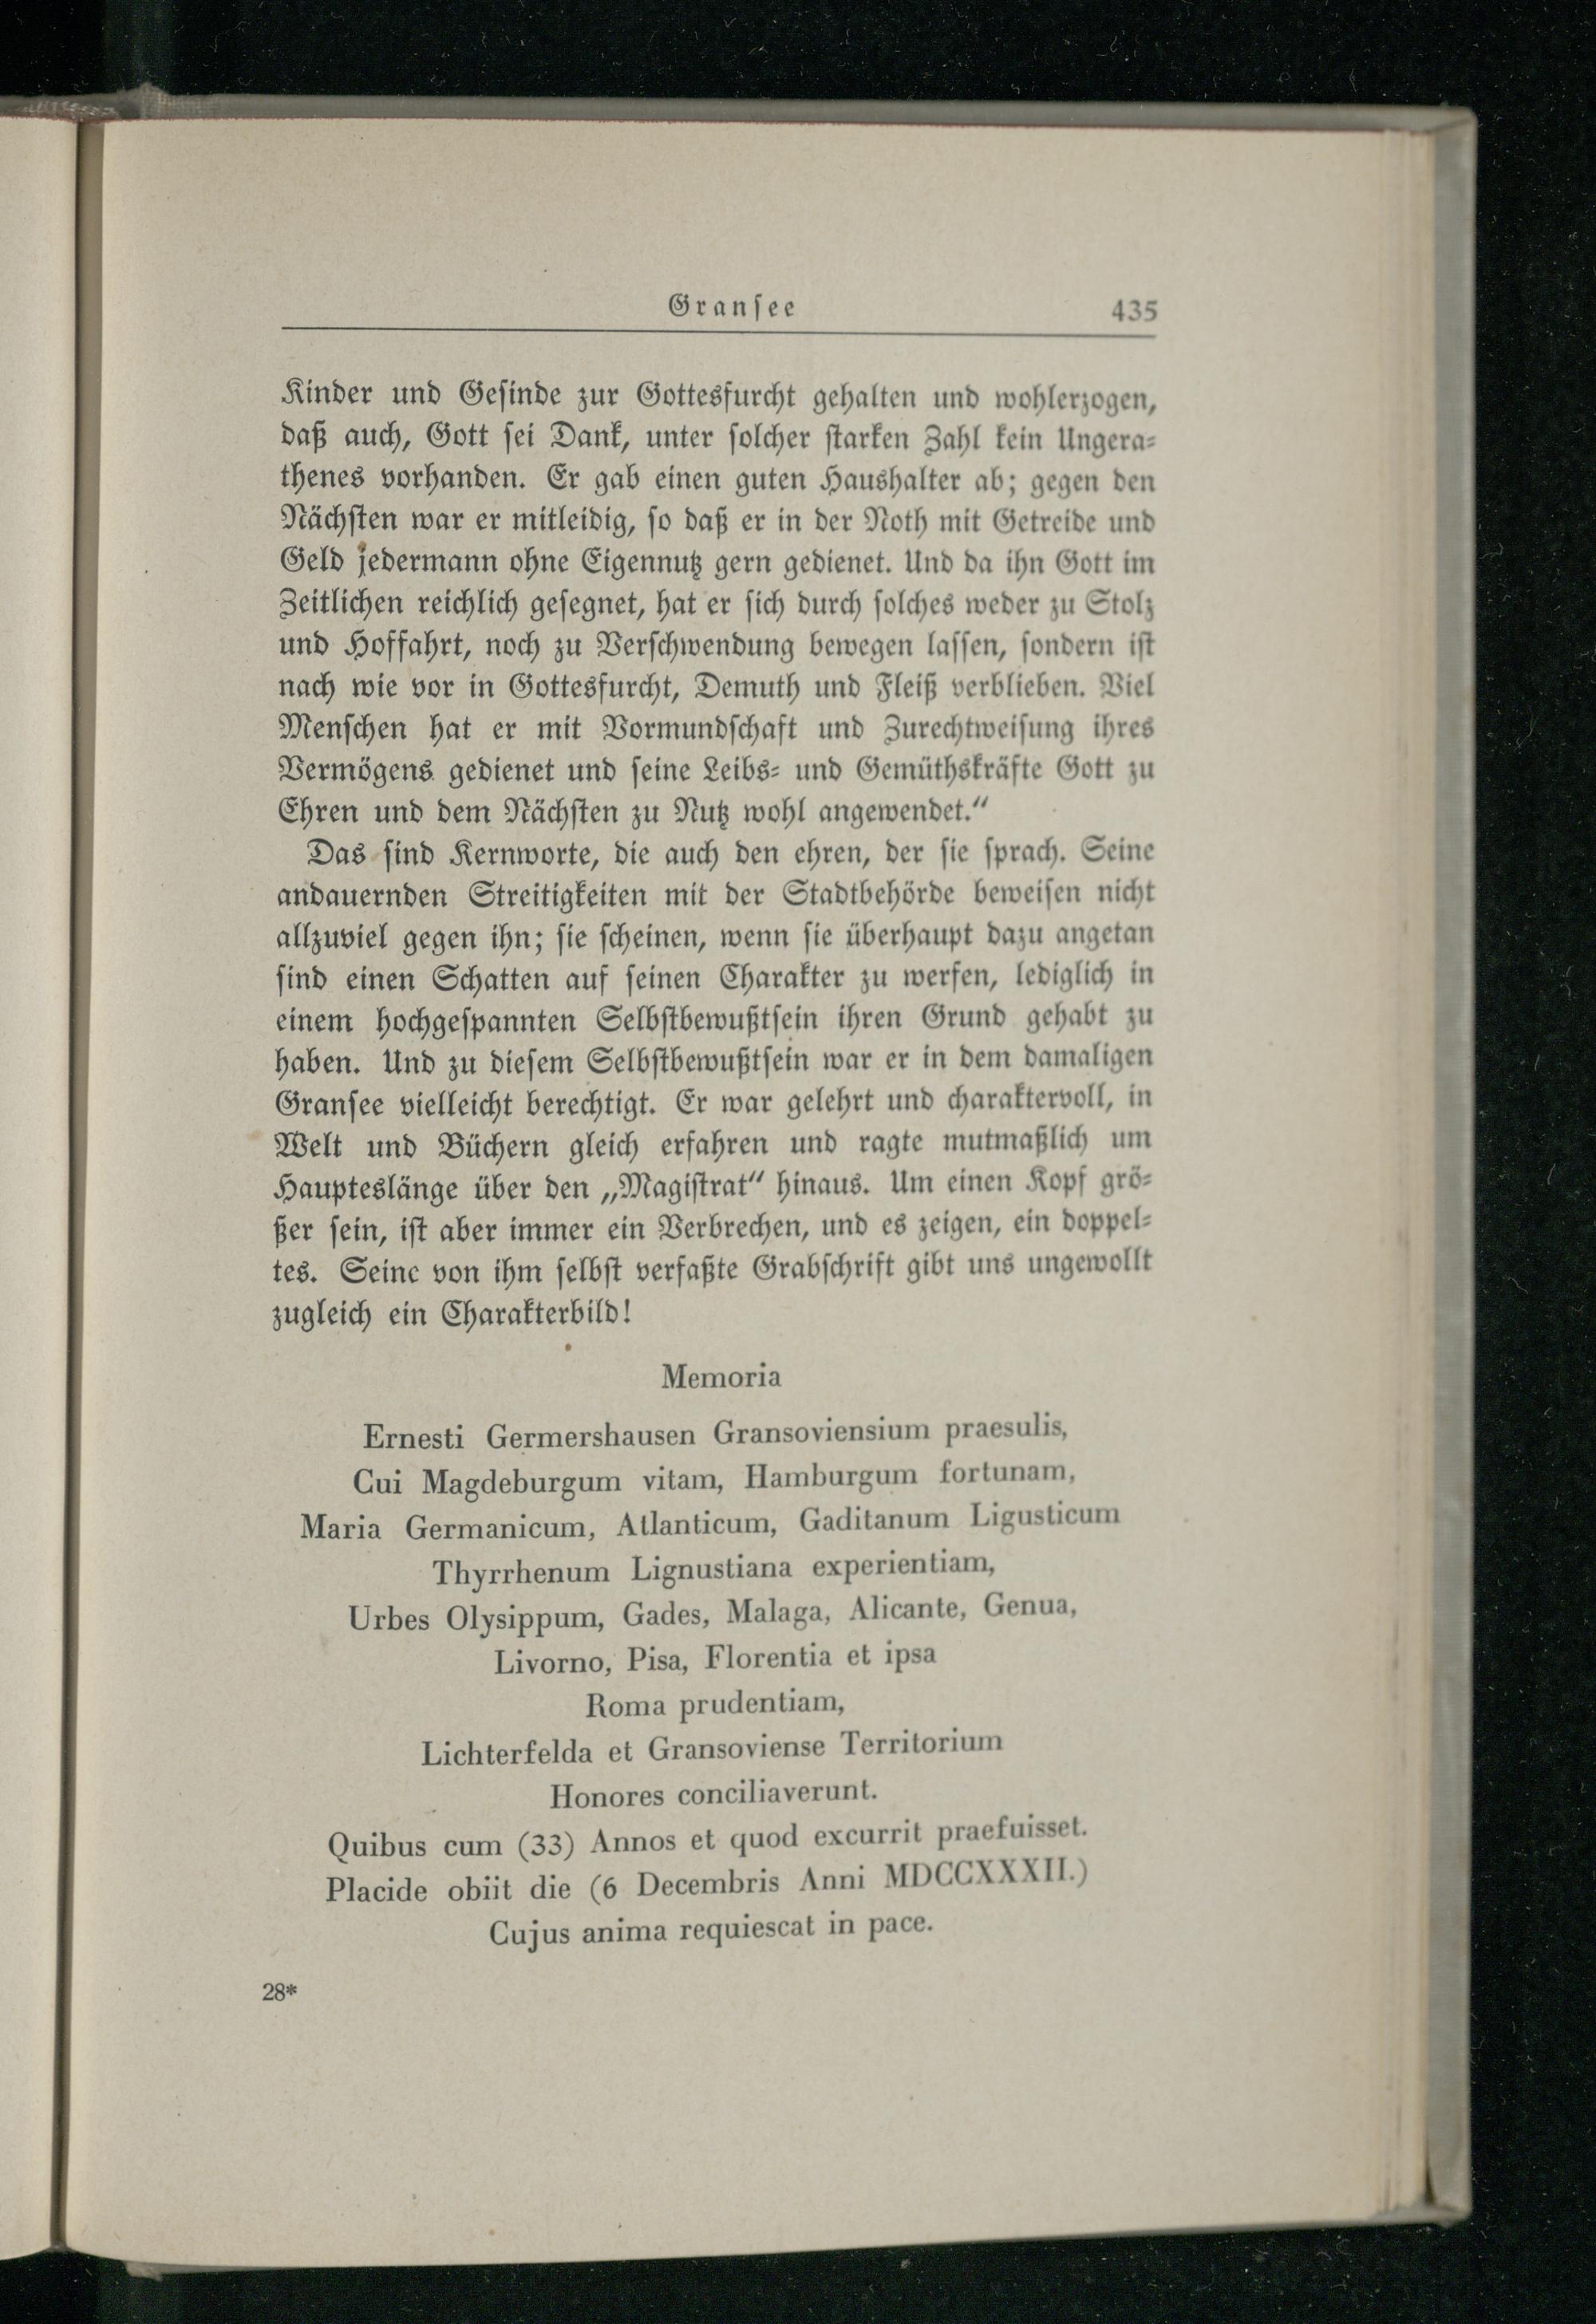 Gransee 435
Kinder und Gesinde zur Gottesfurcht gehalten und wohlerzogen,
daß auch, Gott sei Dank, unter solcher starken Zahl kein Ungera-
thenes vorhanden. Er gab einen guten Haushalter ab; gegen den
Nächsten war er mitleidig, so daß er in der Noth mit Getreide und
Geld jedermann ohne Eigennutz gern gedienet. Und da ihn Gott im
Zeitlichen reichlich gesegnet, hat er sich durch solches weder zu Stolz
und Hoffahrt, noch zu Verschwendung bewegen lassen, sondern ist
nach wie vor in Gottesfurcht, Demuth und Fleiß verblieben. Viel
Menschen hat er mit Vormundschaft und Zurechtweisung ihres
Vermögens gedienet und seine Leibs- und Gemüthskräfte Gott zu
Ehren und dem Nächsten zu Nutz wohl angewendet.“
Das sind Kernworte, die auch den ehren, der sie sprach. Seine
andauernden Streitigkeiten mit der Stadtbehörde beweisen nicht
allzuviel gegen ihn; sie scheinen, wenn sie überhaupt dazu angetan
sind einen Schatten auf seinen Charakter zu werfen, lediglich in
einem hochgespannten Selbstbewußtsein ihren Grund gehabt zu
haben. Und zu diesem Selbstbewußtsein war er in dem damaligen
Gransee vielleicht berechtigt. Er war gelehrt und charaktervoll, in
Welt und Büchern gleich erfahren und ragte mutmaßlich um
Haupteslänge über den „Magistrat“ hinaus. Um einen Kopf grö-
ßer sein, ist aber immer ein Verbrechen, und es zeigen, ein doppel-
tes. Seine von ihm selbst verfaßte Grabschrift gibt uns ungewollt
zugleich ein Charakterbild!
Memoria
Ernesti Germershausen Gransoviensium praesulis,
Cui Magdeburgum vitam, Hamburgum fortunam,
Maria Germanicum, Atlanticum, Gaditanum Ligusticum
Thyrrhenum Lignustiana experientiam,
Urbes Olysippum, Gades, Malaga, Alicante, Genua,
Livorno, Pisa, Florentia et ipsa
Roma prudentiam,
Lichterfelda et Gransoviense Territorium
Honores conciliaverunt.
Quibus cum (33) Annos et quod excurrit praefuisset.
Placide obiit die (6 Decembris Anni MDCCXXXII.)
Cujus anima requiescat in pace.
28*